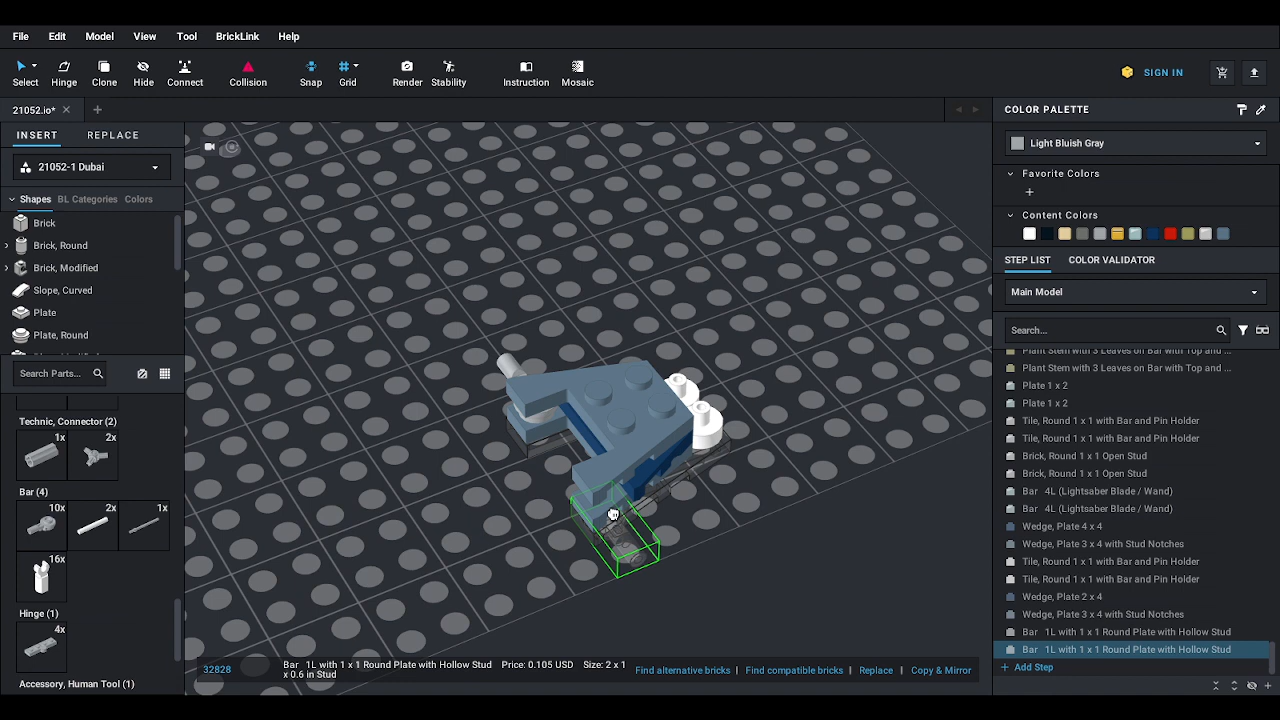 File Edit Model View Tool BrickLink Help
Select Hinge Clone Hide Connect Collision Snap Grid Render Stability Instruction Mosaic SIGN IN
21052.io*
INSERT REPLACE
21052-1 Dubai
Shapes BL Categories Colors
Brick
Brick, Round
Brick, Modified
Slope, Curved
Plate
Plate, Round
Search Parts...
Technic, Connector (2)
1x 2x
Bar (4)
10x 2x 1x
16x
Hinge (1)
4x
Accessory, Human Tool (1)
32828 Bar 1L with 1 x 1 Round Plate with Hollow Stud Price: 0.105 USD Size: 2 x 1
x 0.6 in Stud
Find alternative bricks | Find compatible bricks | Replace | Copy & Mirror
COLOR PALETTE
Light Bluish Gray
Favorite Colors
Content Colors
STEP LIST COLOR VALIDATOR
Main Model
Search...
Plant Stem with 3 Leaves on Bar with Top and ...
Plant Stem with 3 Leaves on Bar with Top and ...
Plate 1 x 2
Plate 1 x 2
Tile, Round 1 x 1 with Bar and Pin Holder
Tile, Round 1 x 1 with Bar and Pin Holder
Brick, Round 1 x 1 Open Stud
Brick, Round 1 x 1 Open Stud
Bar 4L (Lightsaber Blade / Wand)
Bar 4L (Lightsaber Blade / Wand)
Wedge, Plate 4 x 4
Wedge, Plate 3 x 4 with Stud Notches
Tile, Round 1 x 1 with Bar and Pin Holder
Tile, Round 1 x 1 with Bar and Pin Holder
Wedge, Plate 2 x 4
Wedge, Plate 3 x 4 with Stud Notches
Bar 1L with 1 x 1 Round Plate with Hollow Stud
Bar 1L with 1 x 1 Round Plate with Hollow Stud
+ Add Step